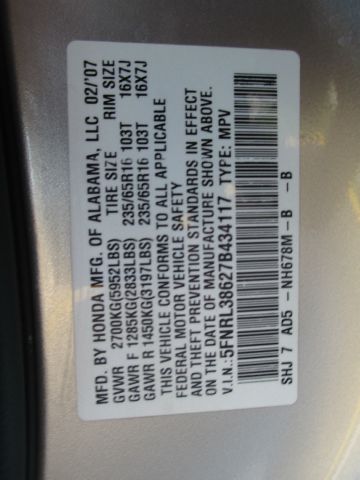 MFD. BY HONDA MFG. OF ALABAMA, LLC 02/'07
TIRE SIZE RIM SIZE
GVWR 2700KG(5952LBS)
GAWR F 1285KG(2833LBS) 235/65R16 103T 16X7J
GAWR R 1450KG(3197LBS) 235/65R16 103T 16X7J
THIS VEHICLE CONFORMS TO ALL APPLICABLE
FEDERAL MOTOR VEHICLE SAFETY
AND THEFT PREVENTION STANDARDS IN EFFECT
ON THE DATE OF MANUFACTURE SHOWN ABOVE.
V.I.N.: 5FNRL38627B434117 TYPE: MPV
SHJ 7 AD5 - NH678M - B - B